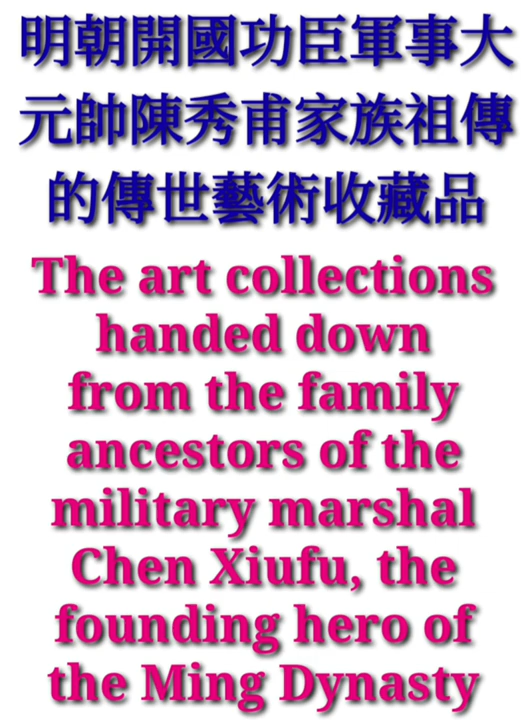 明朝開國功臣軍事大
元帥陳秀甫家族祖傳
的傳世藝術收藏品
The art collections
handed down
from the family
ancestors of the
military marshal
Chen Xiufu, the
founding hero of
the Ming Dynasty